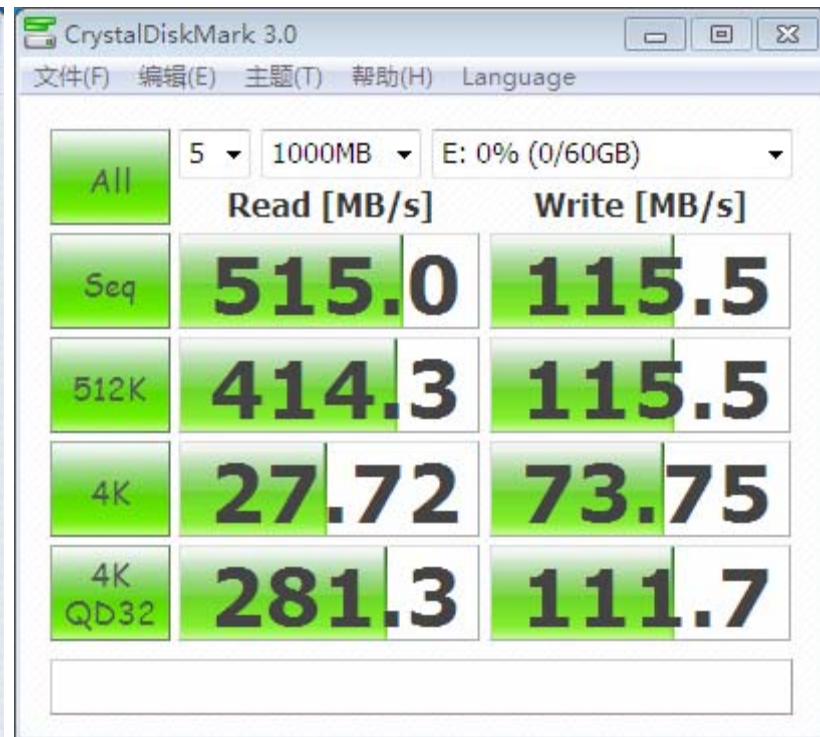 CrystalDiskMark 3.0
文件(F) 编辑(E) 主题(T) 帮助(H) Language
All 5 1000MB E: 0% (0/60GB)
Read [MB/s] Write [MB/s]
Seq 515.0 115.5
512K 414.3 115.5
4K 27.72 73.75
4K QD32 281.3 111.7